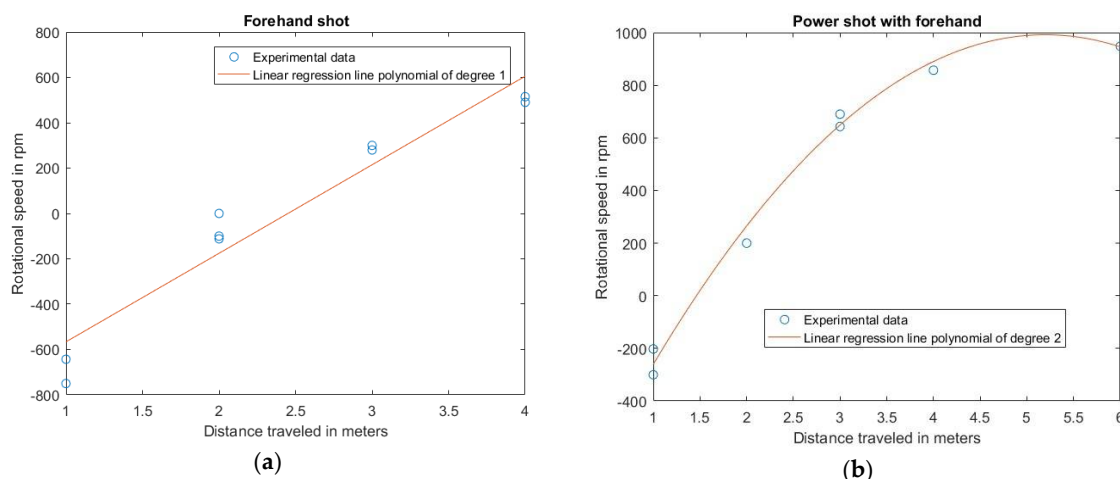 Forehand shot
800
600
400
200
0
-200
-400
-600
-800
Rotational speed in rpm
Experimental data
Linear regression line polynomial of degree 1
1
1.5
2
2.5
3
3.5
4
Distance traveled in meters
(a)
Power shot with forehand
1000
800
600
400
200
0
-200
-400
Rotational speed in rpm
Experimental data
Linear regression line polynomial of degree 2
1
1.5
2
2.5
3
3.5
4
4.5
5
5.5
6
Distance traveled in meters
(b)